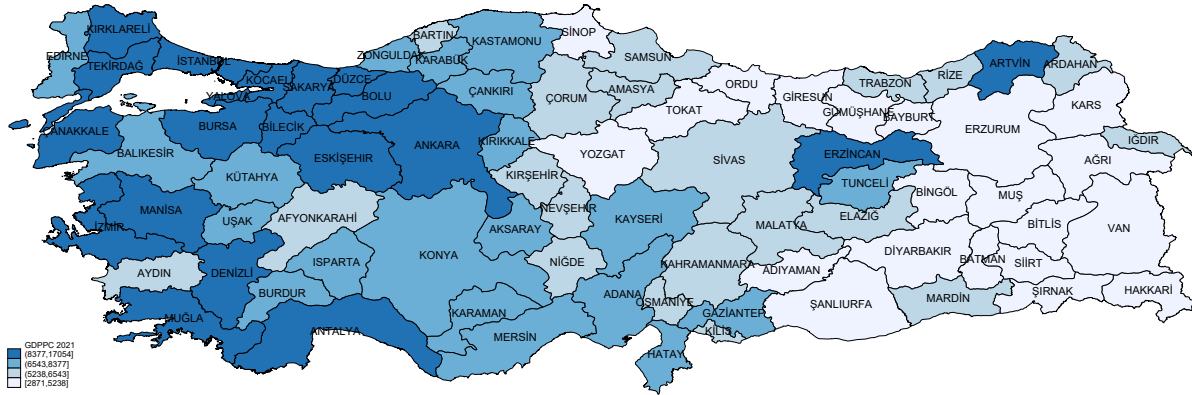 KIRKLARELİ
EDİRNE
TEKİRDAĞ
İSTANBUL
KOCAELİ
YALOVA
SAKARYA
DÜZCE
BOLU
ZONGULDAK
BARTIN
KARABÜK
KASTAMONU
SİNOP
SAMSUN
ÇANKIRI
ÇORUM
AMASYA
ORDU
TOKAT
GİRESUN
GÜMÜŞHANE
TRABZON
BAYBURT
RİZE
ARTVİN
ARDAHAN
KARS
ERZURUM
IĞDIR
AĞRI
ÇANAKKALE
BALIKESİR
BURSA
BİLECİK
ESKİŞEHİR
ANKARA
KIRIKKALE
YOZGAT
SİVAS
ERZİNCAN
TUNCELİ
BİNGÖL
MUŞ
BİTLİS
VAN
KÜTAHYA
MANİSA
İZMİR
UŞAK
AFYONKARAHİ
KIRŞEHİR
NEVŞEHİR
AKSARAY
KAYSERİ
MALATYA
ELAZIĞ
DİYARBAKIR
BATMAN
SİİRT
ŞIRNAK
HAKKARİ
AYDIN
DENİZLİ
ISPARTA
BURDUR
KONYA
NİĞDE
KAHRAMANMARA
ADIYAMAN
ŞANLIURFA
MARDİN
MUĞLA
ANTALYA
KARAMAN
MERSİN
ADANA
OSMANİYE
GAZİANTEP
KİLİS
HATAY
GDPPC 2021
(8377,17054]
(6543,8377]
(5238,6543]
[2871,5238]